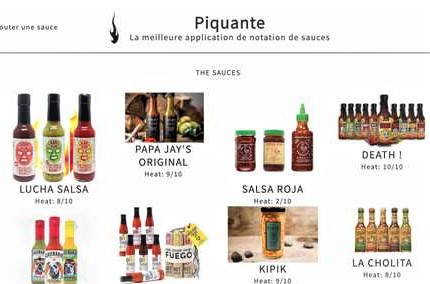 outer une sauce
Piquante
La meilleure application de notation de sauces
THE SAUCES
LUCHA SALSA
Heat: 8/10
PAPA JAY'S
ORIGINAL
Heat: 9/10
SALSA ROJA
Heat: 2/10
DEATH !
Heat: 10/10
FUEGO
KIPIK
Heat: 9/10
LA CHOLITA
Heat: 8/10